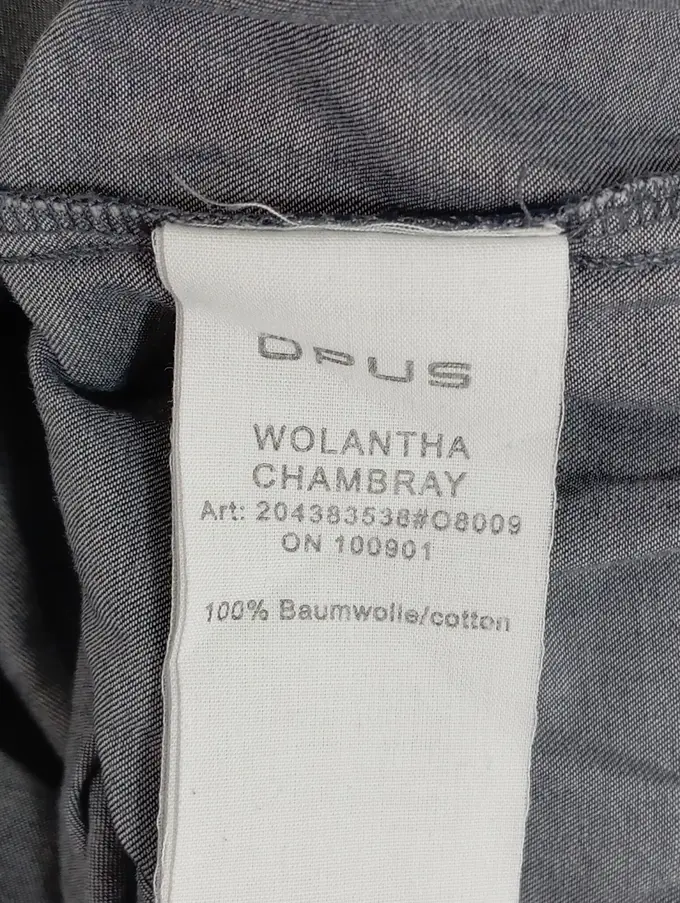 OPUS
WOLANTHA
CHAMBRAY
Art: 204383538#O8009
ON 100901
100% Baumwolle/cotton